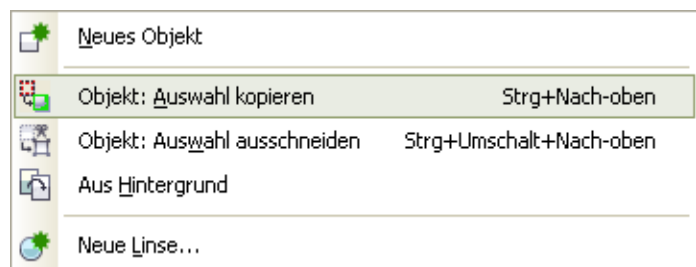 Neues Objekt
Objekt: Auswahl kopieren Strg+Nach-oben
Objekt: Auswahl ausschneiden Strg+Umschalt+Nach-oben
Aus Hintergrund
Neue Linse...